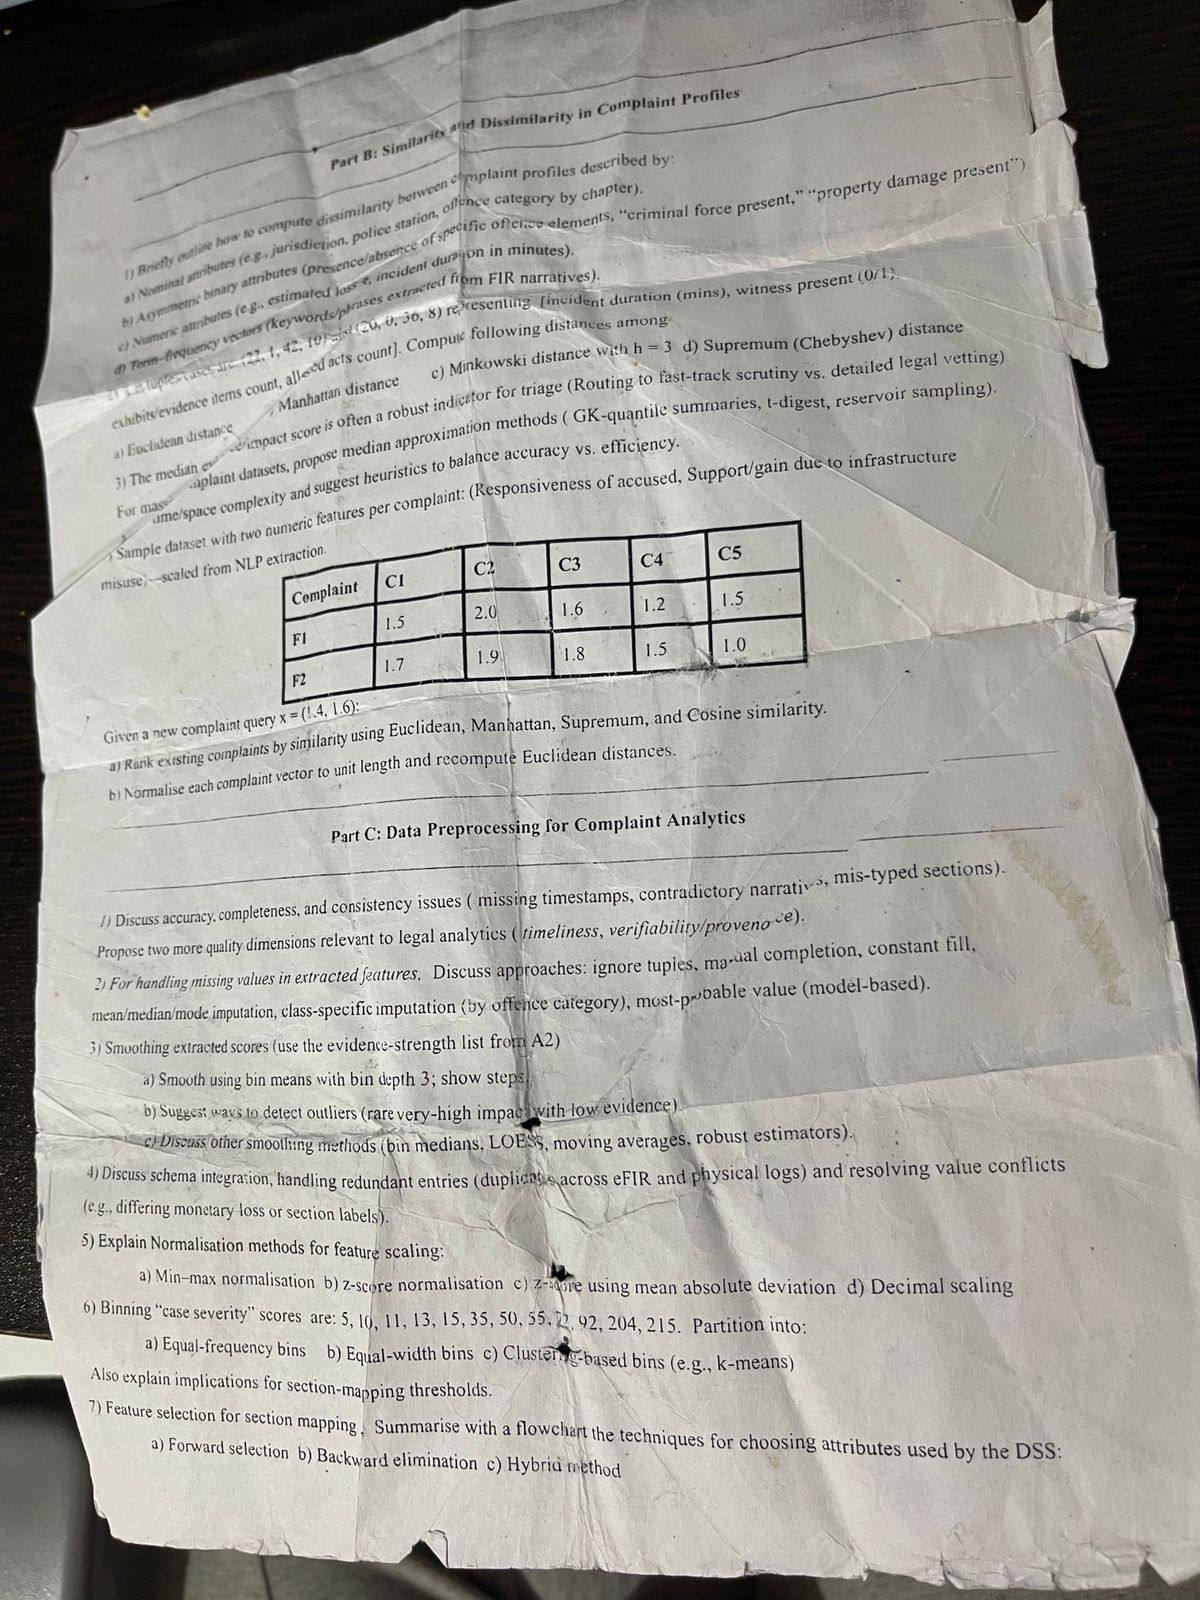 Part B: Similarity and Dissimilarity in Complaint Profiles
1) Briefly outline how to compute dissimilarity between complaint profiles described by:
a) Nominal attributes (e.g., jurisdiction, police station, offence category by chapter).
b) Asymmetric binary attributes (presence/absence of specific offence elements, “criminal force present,” “property damage present”)
c) Numeric attributes (e.g., estimated loss incident duration in minutes).
d) Term-frequency vectors (keywords/phrases extracted from FIR narratives).
(22, 1, 42, 10) (20, 0, 36, 8) representing [incident duration (mins), witness present (0/1),
exhibits/evidence items count, alleged acts count]. Compute following distances among
a) Euclidean distance Manhattan distance c) Minkowski distance with h = 3 d) Supremum (Chebyshev) distance
3) The median impact score is often a robust indicator for triage (Routing to fast-track scrutiny vs. detailed legal vetting)
For datasets, propose median approximation methods ( GK-quantile summaries, t-digest, reservoir sampling).
time/space complexity and suggest heuristics to balance accuracy vs. efficiency.
Sample dataset with two numeric features per complaint: (Responsiveness of accused, Support/gain due to infrastructure
misuse)—scaled from NLP extraction.
Complaint C1 C2 C3 C4 C5
F1 1.5 2.0 1.6 1.2 1.5
F2 1.7 1.9 1.8 1.5 1.0
Given a new complaint query x = (1.4, 1.6):
a) Rank existing complaints by similarity using Euclidean, Manhattan, Supremum, and Cosine similarity.
b) Normalise each complaint vector to unit length and recompute Euclidean distances.
Part C: Data Preprocessing for Complaint Analytics
1) Discuss accuracy, completeness, and consistency issues ( missing timestamps, contradictory narratives, mis-typed sections).
Propose two more quality dimensions relevant to legal analytics ( timeliness, verifiability/provenance).
2) For handling missing values in extracted features, Discuss approaches: ignore tuples, manual completion, constant fill,
mean/median/mode imputation, class-specific imputation (by offence category), most-probable value (model-based).
3) Smoothing extracted scores (use the evidence-strength list from A2)
a) Smooth using bin means with bin depth 3; show steps.
b) Suggest ways to detect outliers (rare very-high impact with low evidence).
c) Discuss other smoothing methods (bin medians, LOESS, moving averages, robust estimators).
4) Discuss schema integration, handling redundant entries (duplicates across eFIR and physical logs) and resolving value conflicts
(e.g., differing monetary loss or section labels).
5) Explain Normalisation methods for feature scaling:
a) Min–max normalisation b) z-score normalisation c) z-score using mean absolute deviation d) Decimal scaling
6) Binning “case severity” scores are: 5, 10, 11, 13, 15, 35, 50, 55, 72, 92, 204, 215. Partition into:
a) Equal-frequency bins b) Equal-width bins c) Clustering-based bins (e.g., k-means)
Also explain implications for section-mapping thresholds.
7) Feature selection for section mapping, Summarise with a flowchart the techniques for choosing attributes used by the DSS:
a) Forward selection b) Backward elimination c) Hybrid method